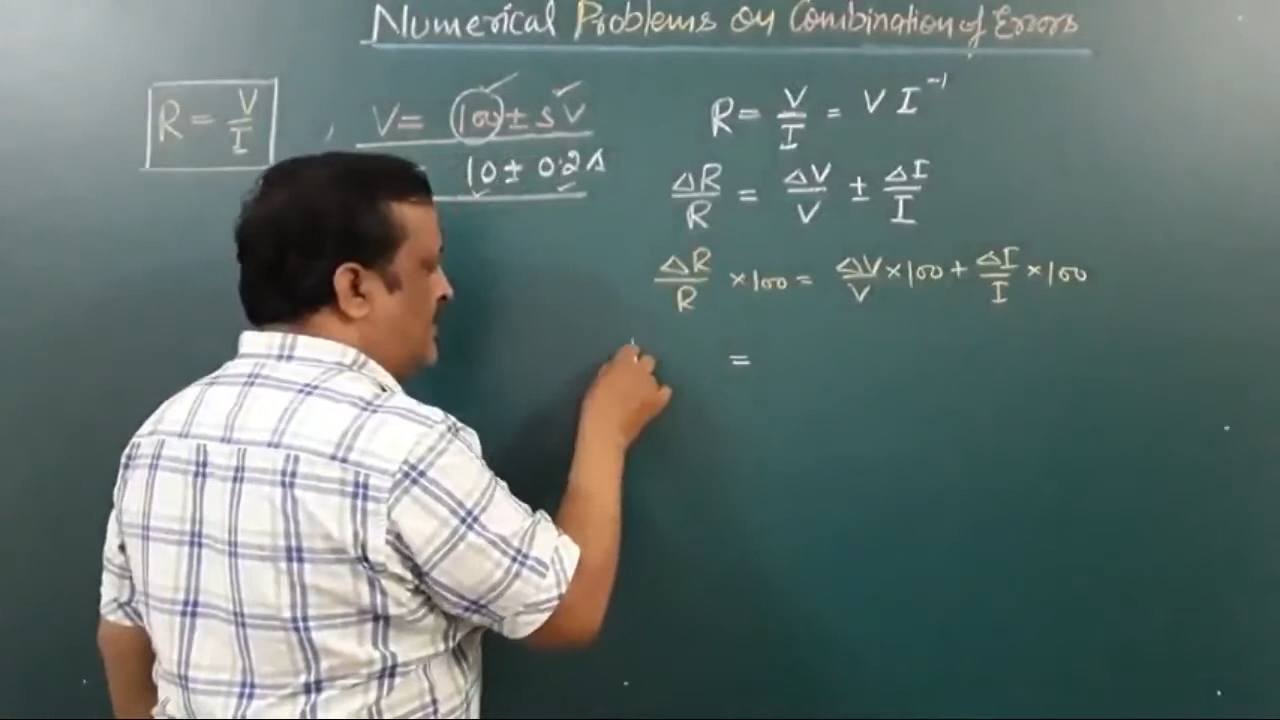 Numerical Problems on Combination of Errors
R = V/I , V = 100 ± 5 V
10 ± 0.2 A
R = V/I = V I⁻¹
ΔR/R = ΔV/V ± ΔI/I
ΔR/R × 100 = ΔV/V × 100 + ΔI/I × 100
=